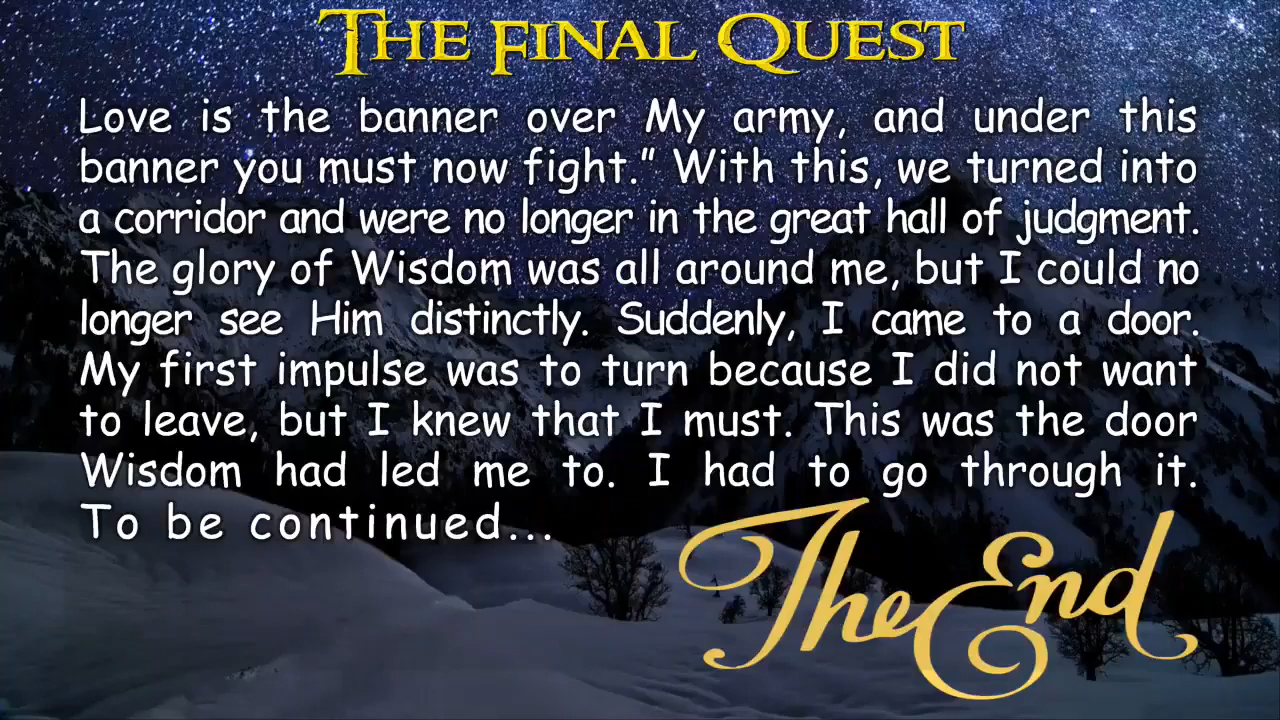 The Final Quest
Love is the banner over My army, and under this
banner you must now fight.” With this, we turned into
a corridor and were no longer in the great hall of judgment.
The glory of Wisdom was all around me, but I could no
longer see Him distinctly. Suddenly, I came to a door.
My first impulse was to turn because I did not want
to leave, but I knew that I must. This was the door
Wisdom had led me to. I had to go through it.
To be continued...
The End